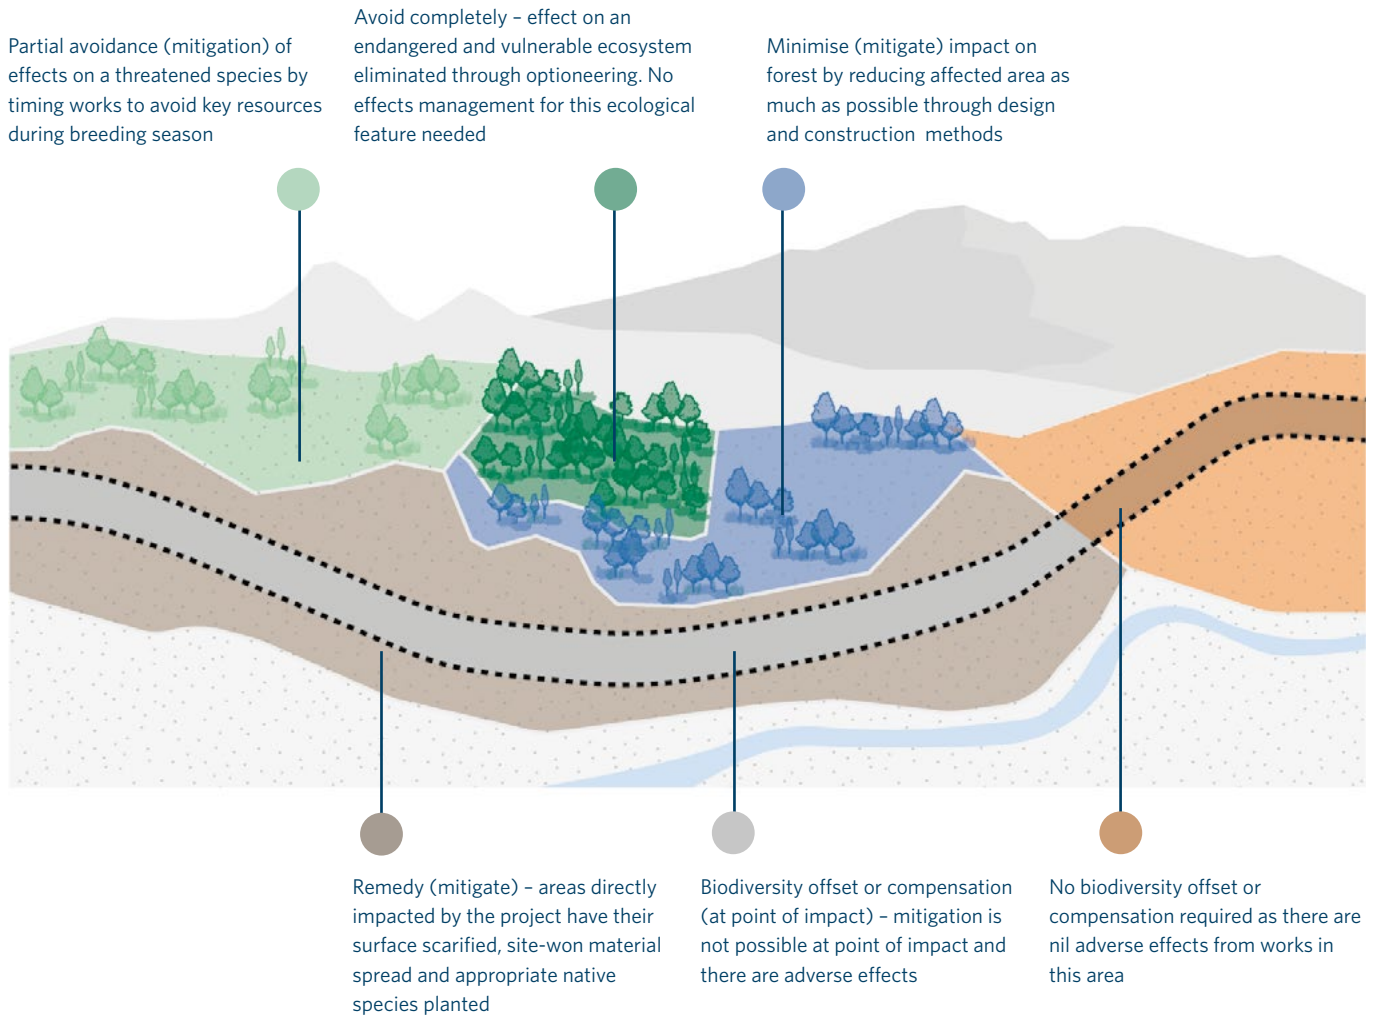 Partial avoidance (mitigation) of
effects on a threatened species by
timing works to avoid key resources
during breeding season
Avoid completely – effect on an
endangered and vulnerable ecosystem
eliminated through optioneering. No
effects management for this ecological
feature needed
Minimise (mitigate) impact on
forest by reducing affected area as
much as possible through design
and construction methods
Remedy (mitigate) – areas directly
impacted by the project have their
surface scarified, site-won material
spread and appropriate native
species planted
Biodiversity offset or compensation
(at point of impact) – mitigation is
not possible at point of impact and
there are adverse effects
No biodiversity offset or
compensation required as there are
nil adverse effects from works in
this area